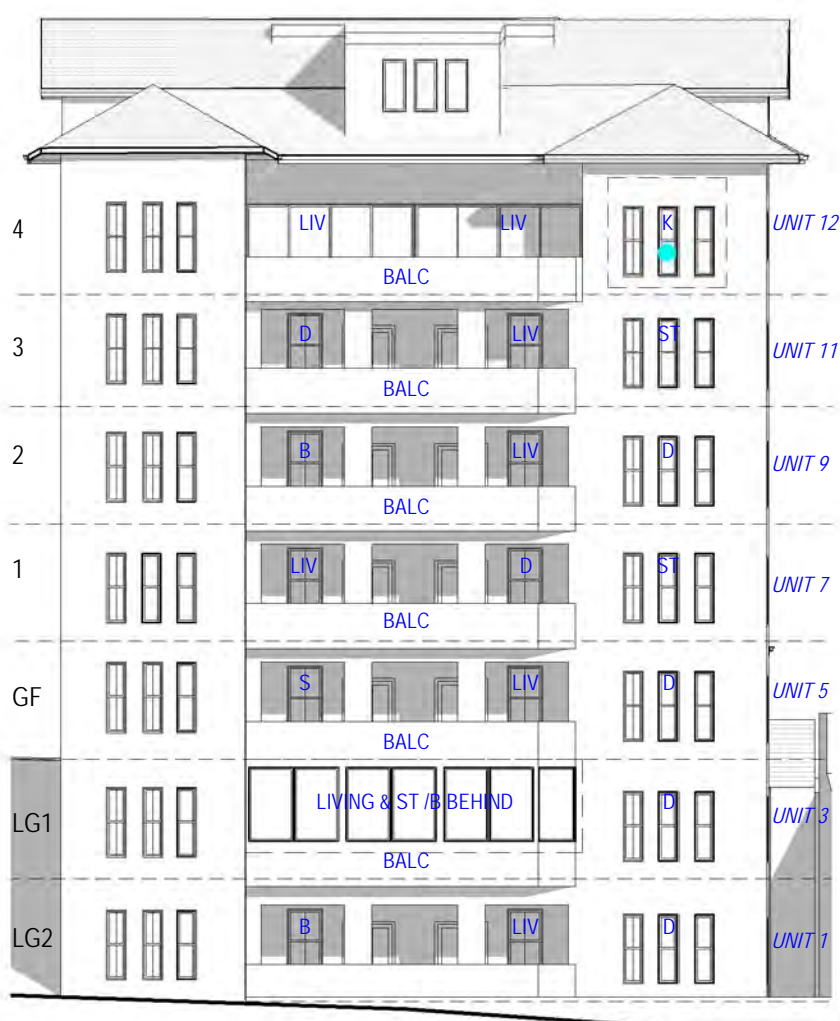 4 LIV LIV K UNIT 12
BALC
3 D LIV ST UNIT 11
BALC
2 B LIV D UNIT 9
BALC
1 LIV D ST UNIT 7
BALC
GF S LIV D UNIT 5
BALC
LG1 LIVING & ST /B BEHIND D UNIT 3
BALC
LG2 B LIV D UNIT 1